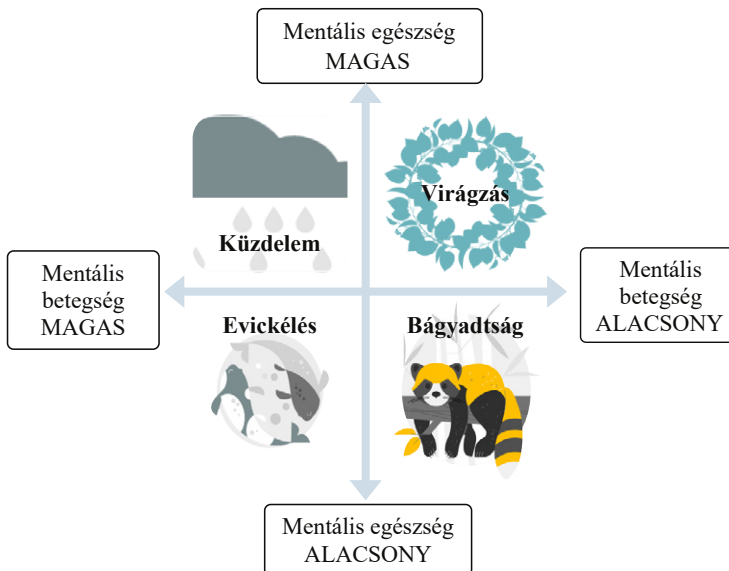 Mentális egészség
MAGAS
Virágzás
Küzdelem
Mentális
betegség
MAGAS
Mentális
betegség
ALACSONY
Evickélés
Bágyadtság
Mentális egészség
ALACSONY